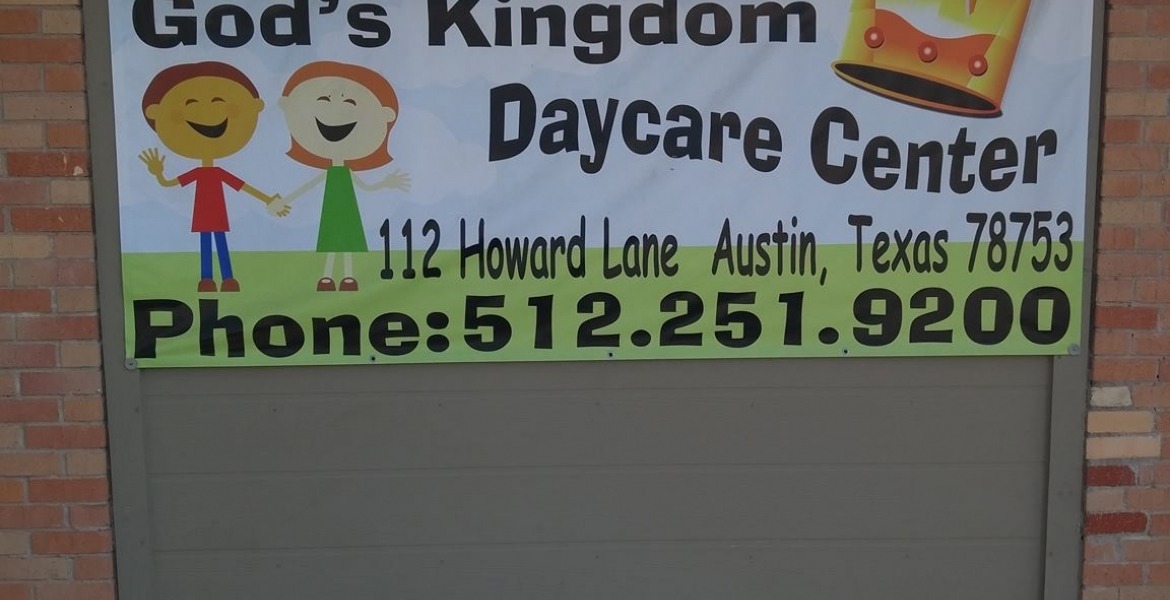 God's Kingdom
Daycare Center
112 Howard Lane Austin, Texas 78753
Phone:512.251.9200